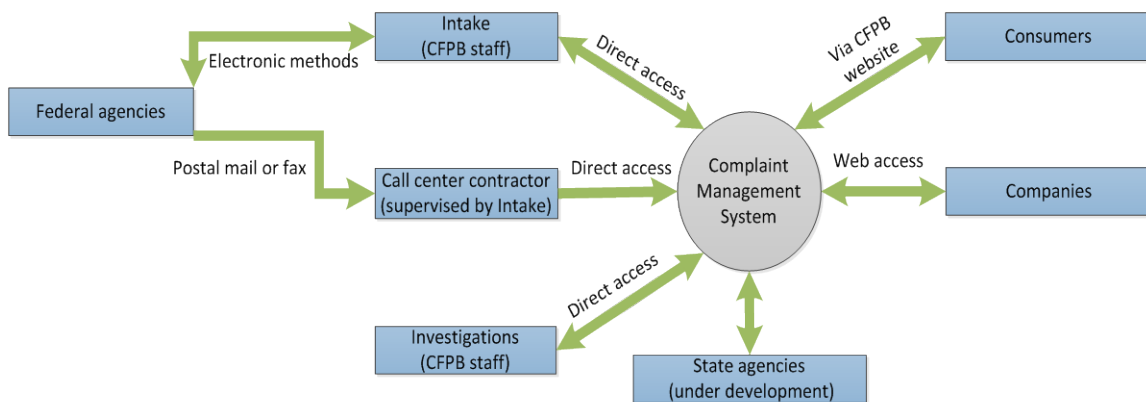 Intake
(CFPB staff)
Electronic methods
Direct access
Via CFPB
website
Consumers
Federal agencies
Postal mail or fax
Call center contractor
(supervised by Intake)
Direct access
Complaint
Management
System
Web access
Companies
Direct access
Investigations
(CFPB staff)
State agencies
(under development)